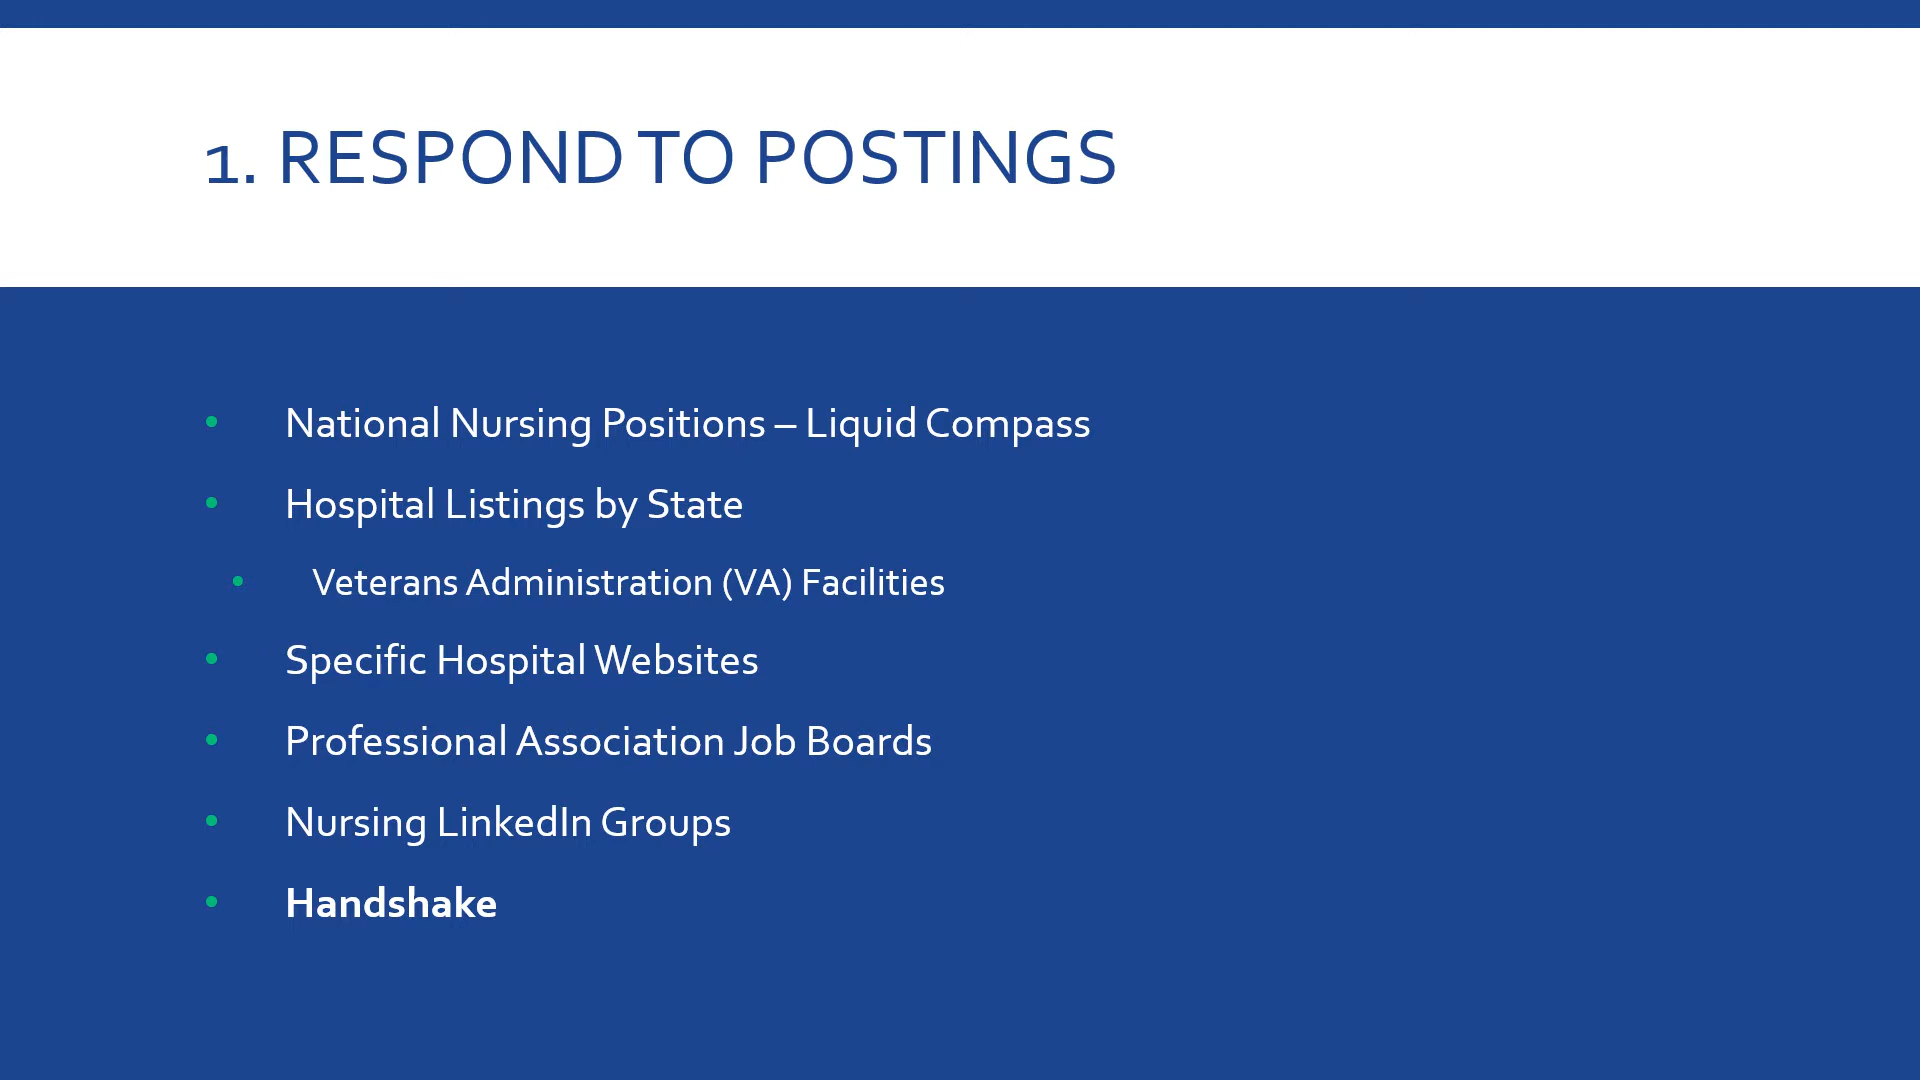 1. RESPOND TO POSTINGS
• National Nursing Positions – Liquid Compass
• Hospital Listings by State
• Veterans Administration (VA) Facilities
• Specific Hospital Websites
• Professional Association Job Boards
• Nursing LinkedIn Groups
• Handshake